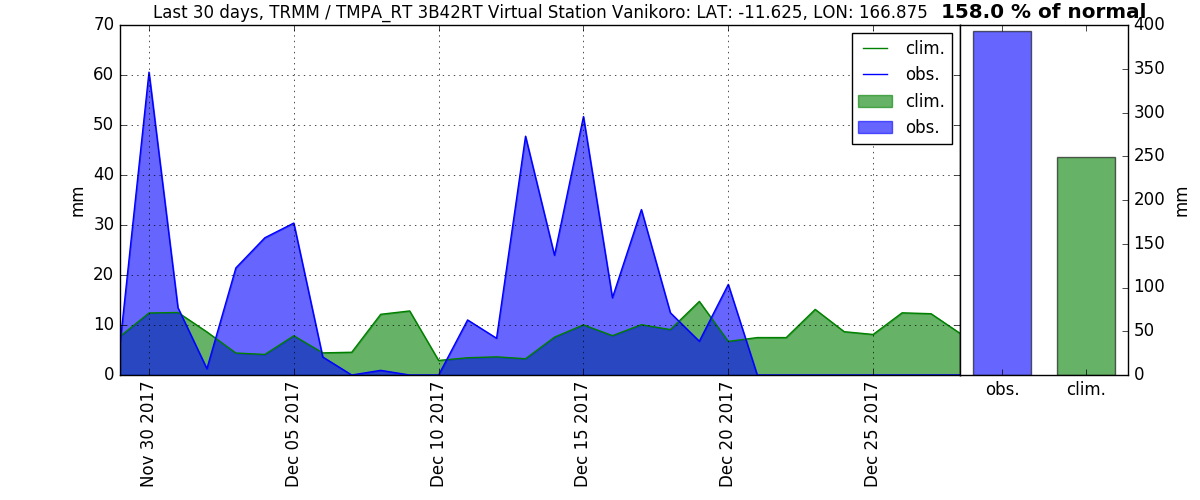 Last 30 days, TRMM / TMPA_RT 3B42RT Virtual Station Vanikoro: LAT: -11.625, LON: 166.875
158.0 % of normal
70
60
50
40
30
20
10
0
mm
clim.
obs.
clim.
obs.
Nov 30 2017
Dec 05 2017
Dec 10 2017
Dec 15 2017
Dec 20 2017
Dec 25 2017
400
350
300
250
200
150
100
50
0
mm
obs.
clim.